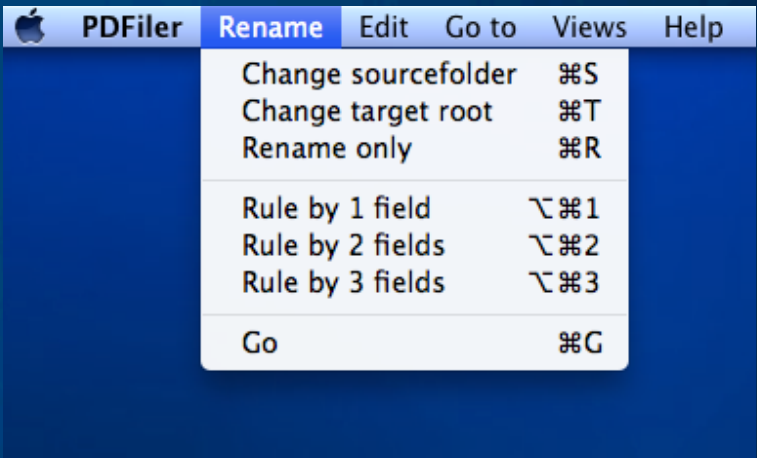 PDFiler Rename Edit Go to Views Help
Change sourcefolder ⌘S
Change target root ⌘T
Rename only ⌘R
Rule by 1 field ⌥⌘1
Rule by 2 fields ⌥⌘2
Rule by 3 fields ⌥⌘3
Go ⌘G